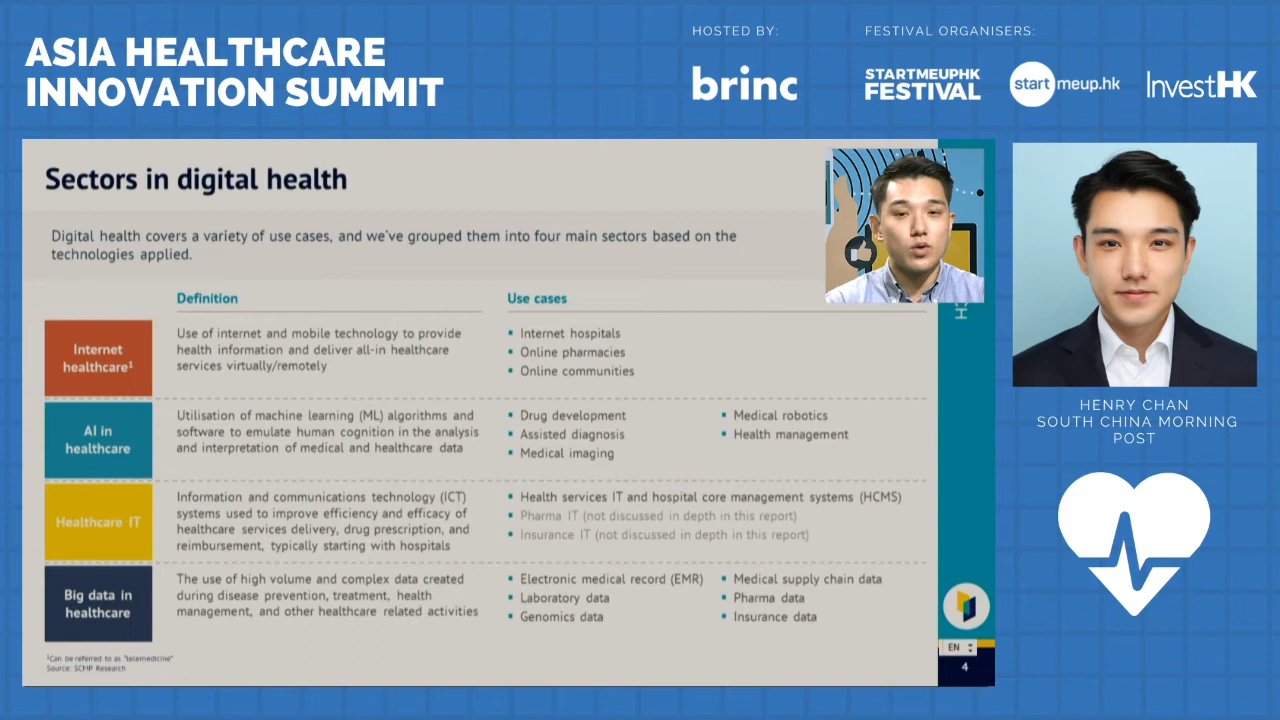 ASIA HEALTHCARE
INNOVATION SUMMIT
HOSTED BY:
brinc
FESTIVAL ORGANISERS:
STARTMEUPHK
FESTIVAL
startmeup.hk
InvestHK
Sectors in digital health
Digital health covers a variety of use cases, and we've grouped them into four main sectors based on the
technologies applied.
Definition
Use cases
Internet
healthcare¹
Use of internet and mobile technology to provide
health information and deliver all-in healthcare
services virtually/remotely
▪ Internet hospitals
▪ Online pharmacies
▪ Online communities
AI in
healthcare
Utilisation of machine learning (ML) algorithms and
software to emulate human cognition in the analysis
and interpretation of medical and healthcare data
▪ Drug development
▪ Assisted diagnosis
▪ Medical imaging
▪ Medical robotics
▪ Health management
Healthcare IT
Information and communications technology (ICT)
systems used to improve efficiency and efficacy of
healthcare services delivery, drug prescription, and
reimbursement, typically starting with hospitals
▪ Health services IT and hospital core management systems (HCMS)
▪ Pharma IT (not discussed in depth in this report)
▪ Insurance IT (not discussed in depth in this report)
Big data in
healthcare
The use of high volume and complex data created
during disease prevention, treatment, health
management, and other healthcare related activities
▪ Electronic medical record (EMR)
▪ Laboratory data
▪ Genomics data
▪ Medical supply chain data
▪ Pharma data
▪ Insurance data
¹Can be referred to as "telemedicine"
Source: SCMP Research
EN
4
HENRY CHAN
SOUTH CHINA MORNING
POST